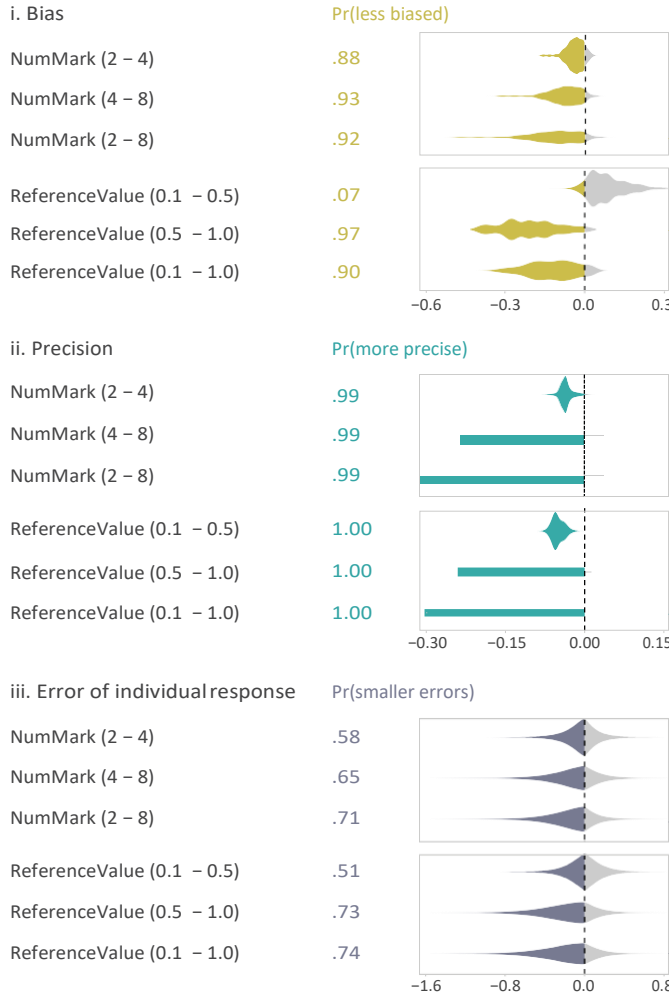 i. Bias Pr(less biased)
NumMark (2 − 4) .88
NumMark (4 − 8) .93
NumMark (2 − 8) .92
ReferenceValue (0.1 − 0.5) .07
ReferenceValue (0.5 − 1.0) .97
ReferenceValue (0.1 − 1.0) .90
−0.6 −0.3 0.0 0.3
ii. Precision Pr(more precise)
NumMark (2 − 4) .99
NumMark (4 − 8) .99
NumMark (2 − 8) .99
ReferenceValue (0.1 − 0.5) 1.00
ReferenceValue (0.5 − 1.0) 1.00
ReferenceValue (0.1 − 1.0) 1.00
−0.30 −0.15 0.00 0.15
iii. Error of individual response Pr(smaller errors)
NumMark (2 − 4) .58
NumMark (4 − 8) .65
NumMark (2 − 8) .71
ReferenceValue (0.1 − 0.5) .51
ReferenceValue (0.5 − 1.0) .73
ReferenceValue (0.1 − 1.0) .74
−1.6 −0.8 0.0 0.8